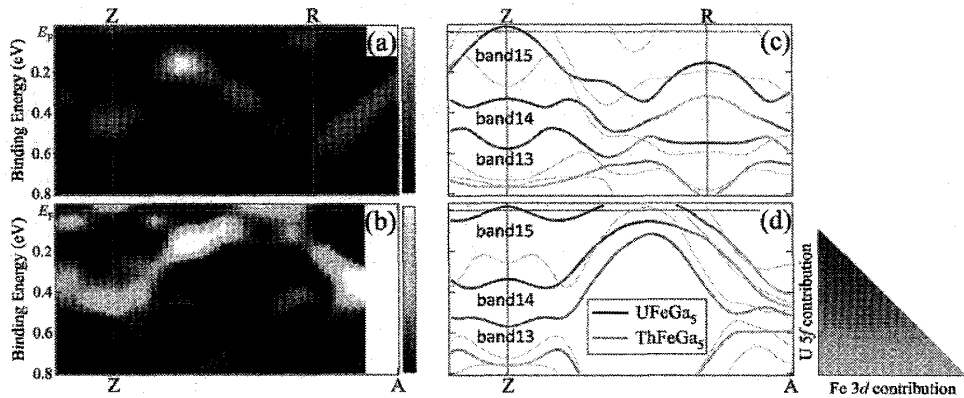 Z R Z R
E_F (a) (c)
Binding Energy (eV)
0.2
0.4
0.6
0.8
band15
band14
band13
E_F (b) (d)
Binding Energy (eV)
0.2
0.4
0.6
0.8
band15
band14
band13
UFeGa5
ThFeGa5
Z A Z A
U 5f contribution
Fe 3d contribution